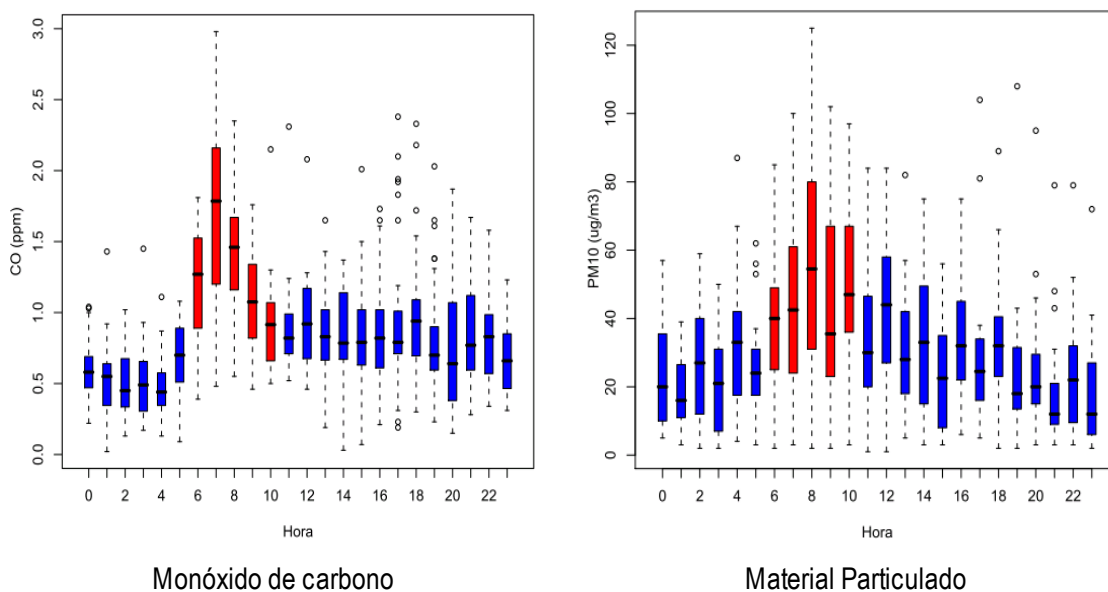 CO (ppm)
3.0
2.5
2.0
1.5
1.0
0.5
0.0
0 2 4 6 8 10 12 14 16 18 20 22
Hora
Monóxido de carbono
PM10 (ug/m3)
120
100
80
60
40
20
0
0 2 4 6 8 10 12 14 16 18 20 22
Hora
Material Particulado